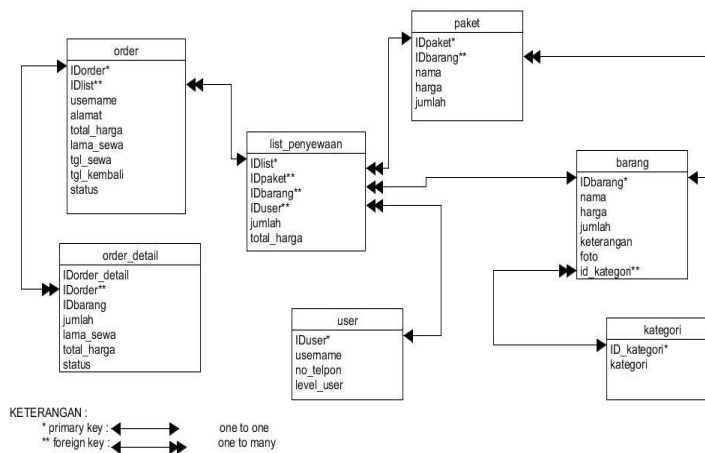 order
IDorder*
IDlist**
username
alamat
total_harga
lama_sewa
tgl_sewa
tgl_kembali
status
order_detail
IDorder_detail
IDorder**
IDbarang
jumlah
lama_sewa
total_harga
status
list_penyewaan
IDlist*
IDpaket**
IDbarang**
IDuser**
jumlah
total_harga
user
IDuser*
username
no_telpon
level_user
paket
IDpaket*
IDbarang**
nama
harga
jumlah
barang
IDbarang*
nama
harga
jumlah
keterangan
foto
id_kategori**
kategori
ID_kategori*
kategori
KETERANGAN :
* primary key : one to one
** foreign key : one to many